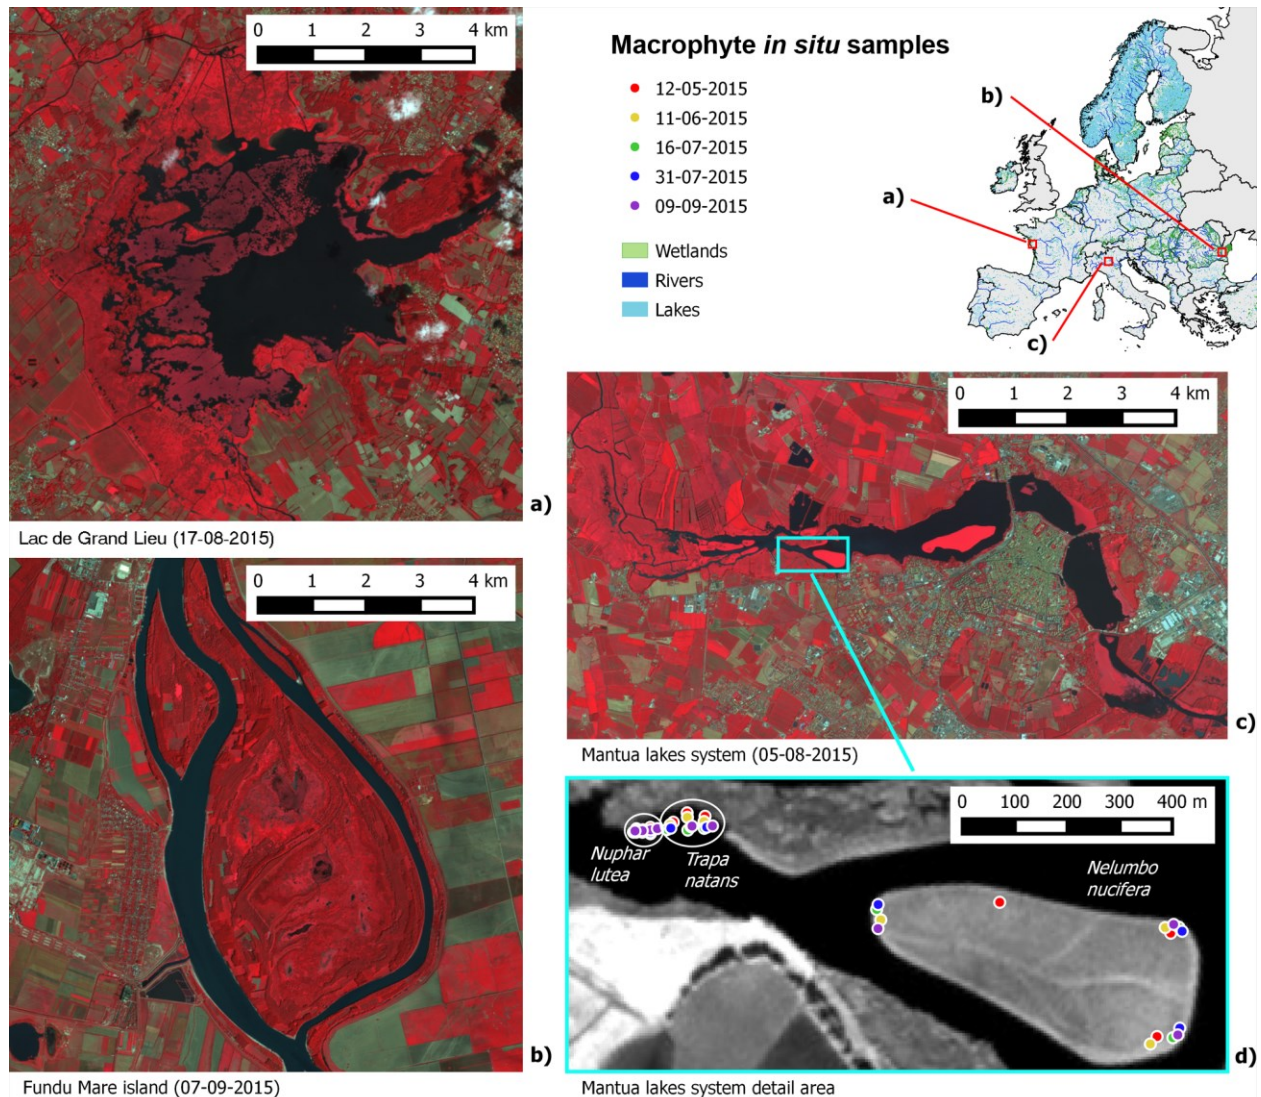 0 1 2 3 4 km
a)
Lac de Grand Lieu (17-08-2015)
0 1 2 3 4 km
b)
Fundu Mare island (07-09-2015)
Macrophyte in situ samples
12-05-2015
11-06-2015
16-07-2015
31-07-2015
09-09-2015
Wetlands
Rivers
Lakes
b)
a)
c)
0 1 2 3 4 km
c)
Mantua lakes system (05-08-2015)
0 100 200 300 400 m
Nuphar
lutea
Trapa
natans
Nelumbo
nucifera
d)
Mantua lakes system detail area